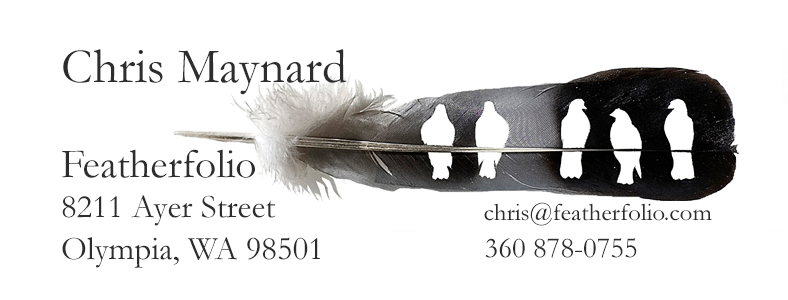 Chris Maynard
Featherfolio
8211 Ayer Street
Olympia, WA 98501
chris@featherfolio.com
360 878-0755